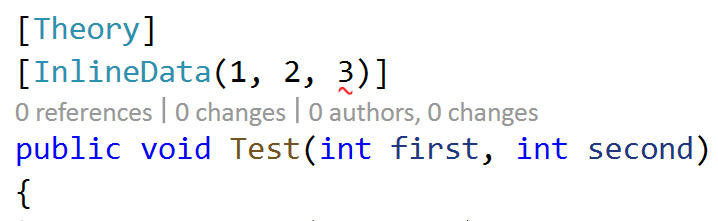 [Theory]
[InlineData(1, 2, 3)]
0 references | 0 changes | 0 authors, 0 changes
public void Test(int first, int second)
{